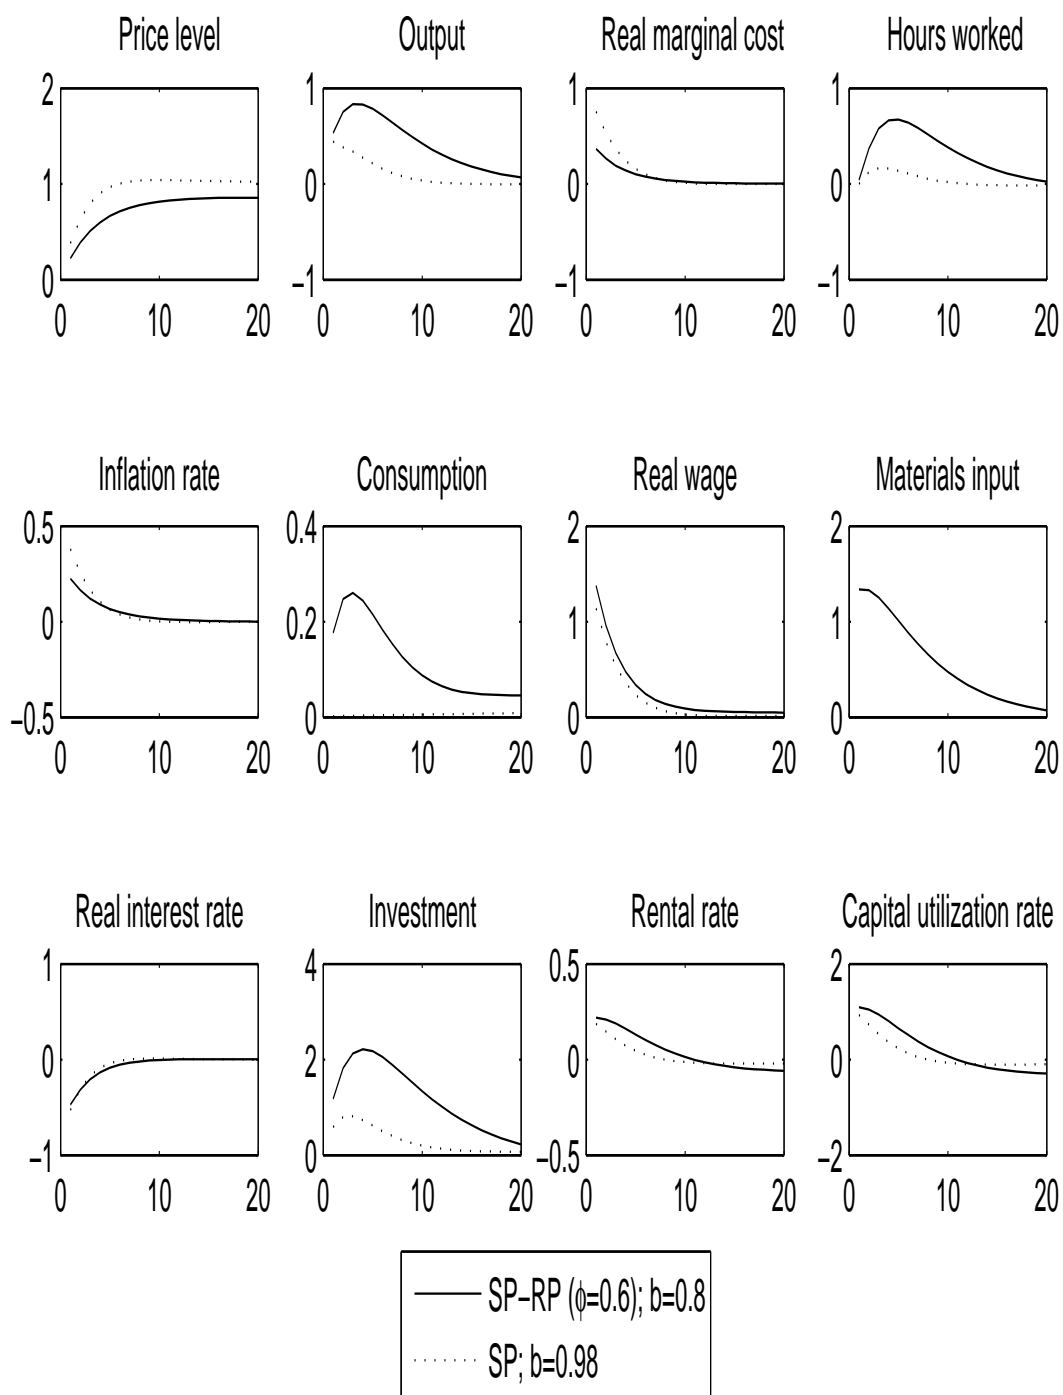 Price level Output Real marginal cost Hours worked
2 1 1 1
1 0 0 0
0 −1 −1 −1
0 10 20 0 10 20 0 10 20 0 10 20
Inflation rate Consumption Real wage Materials input
0.5 0.4 2 2
0 0.2 1 1
−0.5 0 0 0
0 10 20 0 10 20 0 10 20 0 10 20
Real interest rate Investment Rental rate Capital utilization rate
1 4 0.5 2
0 2 0 0
−1 0 −0.5 −2
0 10 20 0 10 20 0 10 20 0 10 20
SP−RP (ϕ=0.6); b=0.8
SP; b=0.98